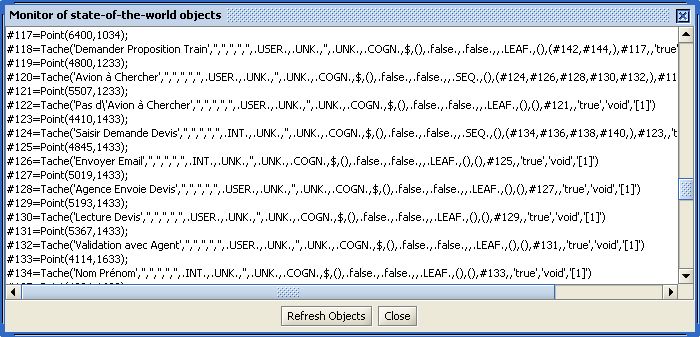 Monitor of state-of-the-world objects
#117=Point(6400,1034);
#118=Tache('Demander Proposition Train','','','','','',.USER.,.UNK.,'',.UNK.,.COGN.,$,(),.false.,.false.,,.LEAF.,(),(#142,#144,),#117,,'true'
#119=Point(4800,1233);
#120=Tache('Avion à Chercher','','','','','',.USER.,.UNK.,'',.UNK.,.COGN.,$,(),.false.,.false.,,.SEQ.,(),(#124,#126,#128,#130,#132,),#11
#121=Point(5507,1233);
#122=Tache('Pas d\'Avion à Chercher','','','','','',.USER.,.UNK.,'',.UNK.,.COGN.,$,(),.false.,.false.,,.LEAF.,(),(),#121,,'true','void','[1]')
#123=Point(4410,1433);
#124=Tache('Saisir Demande Devis','','','','','',.INT.,.UNK.,'',.UNK.,.COGN.,$,(),.false.,.false.,,.SEQ.,(),(#134,#136,#138,#140,),#123,,'t
#125=Point(4845,1433);
#126=Tache('Envoyer Email','','','','','',.INT.,.UNK.,'',.UNK.,.COGN.,$,(),.false.,.false.,,.LEAF.,(),(),#125,,'true','void','[1]')
#127=Point(5019,1433);
#128=Tache('Agence Envoie Devis','','','','','',.USER.,.UNK.,'',.UNK.,.COGN.,$,(),.false.,.false.,,.LEAF.,(),(),#127,,'true','void','[1]')
#129=Point(5193,1433);
#130=Tache('Lecture Devis','','','','','',.USER.,.UNK.,'',.UNK.,.COGN.,$,(),.false.,.false.,,.LEAF.,(),(),#129,,'true','void','[1]')
#131=Point(5367,1433);
#132=Tache('Validation avec Agent','','','','','',.USER.,.UNK.,'',.UNK.,.COGN.,$,(),.false.,.false.,,.LEAF.,(),(),#131,,'true','void','[1]')
#133=Point(4114,1633);
#134=Tache('Nom Prénom','','','','','',.INT.,.UNK.,'',.UNK.,.COGN.,$,(),.false.,.false.,,.LEAF.,(),(),#133,,'true','void','[1]')
Refresh Objects Close